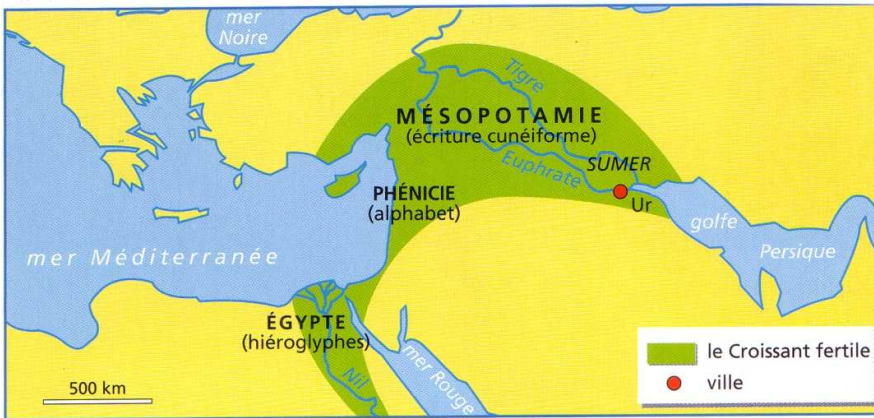 mer
Noire
Tigre
MÉSOPOTAMIE
(écriture cunéiforme)
SUMER
Euphrate
Ur
PHÉNICIE
(alphabet)
golfe
Persique
mer Méditerranée
ÉGYPTE
(hiéroglyphes)
Nil
mer Rouge
500 km
le Croissant fertile
ville